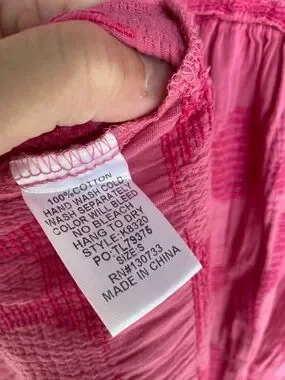 100%COTTON
HAND WASH COLD
WASH SEPARATELY
COLOR WILL BLEED
NO BLEACH
HANG TO DRY
STYLE:K8320
PO:TL79375
SIZE:S
RN#130733
MADE IN CHINA